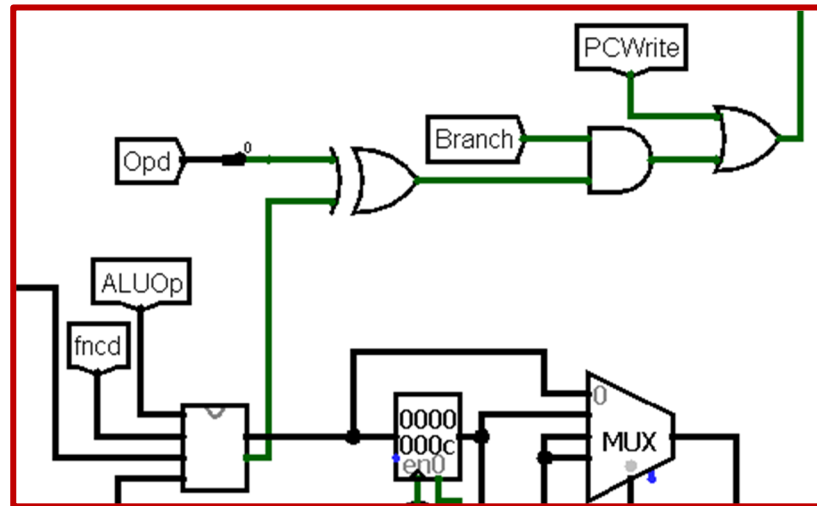 PCWrite
Branch
Opd
0
ALUOp
fncd
0000
000c
en0
0
MUX